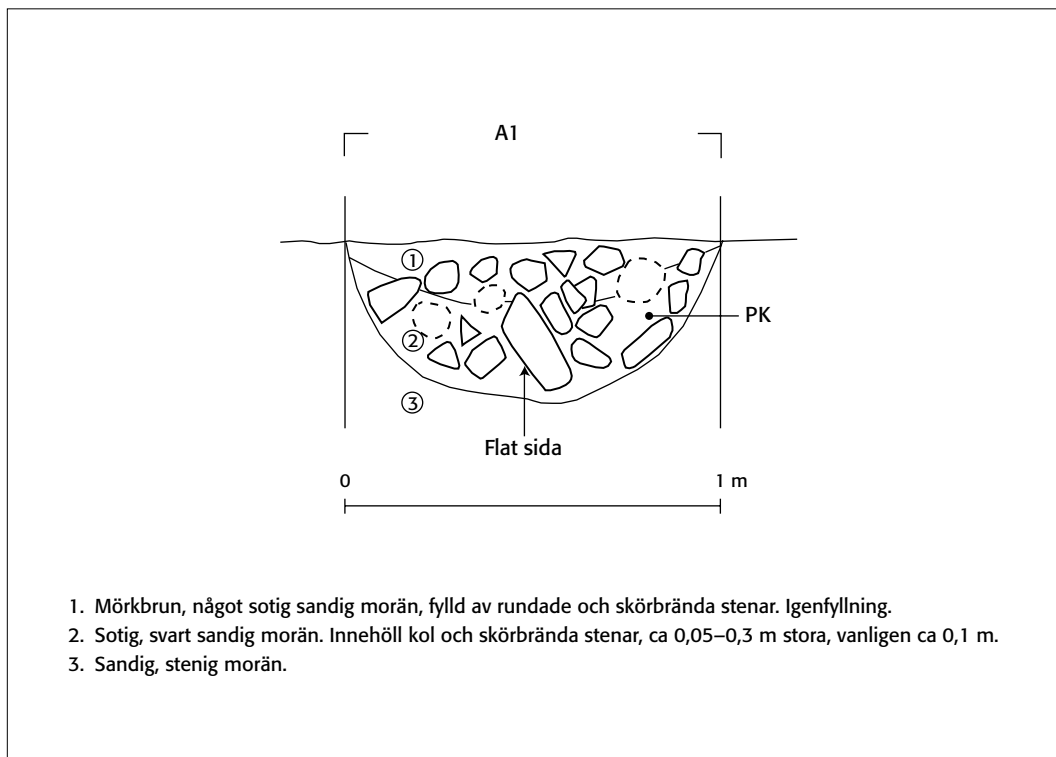 A1
①
②
PK
③
Flat sida
0 1 m
1. Mörkbrun, något sotig sandig morän, fylld av rundade och skörbrända stenar. Igenfyllning.
2. Sotig, svart sandig morän. Innehöll kol och skörbrända stenar, ca 0,05–0,3 m stora, vanligen ca 0,1 m.
3. Sandig, stenig morän.